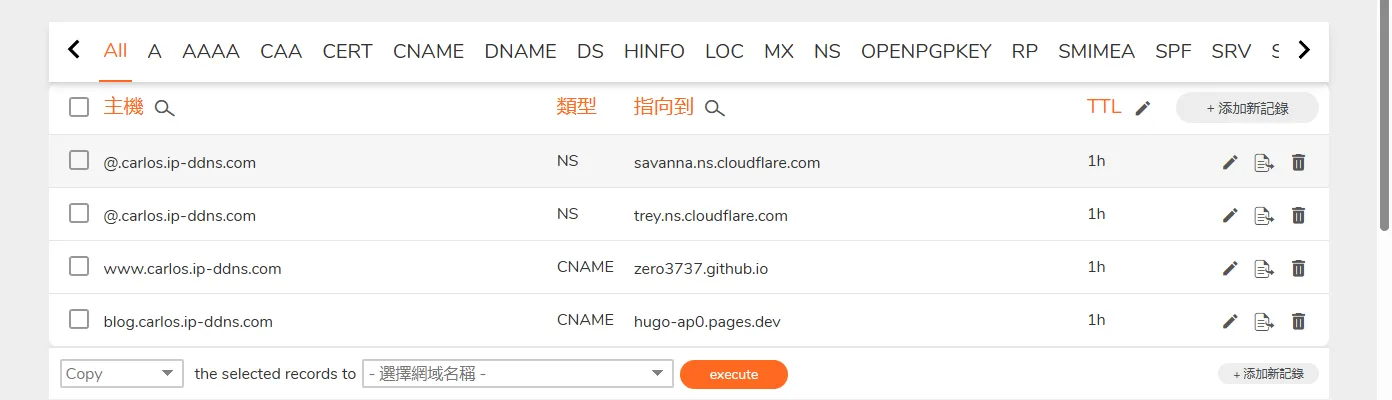 All A AAAA CAA CERT CNAME DNAME DS HINFO LOC MX NS OPENPGPKEY RP SMIMEA SPF SRV
主機 類型 指向到 TTL + 添加新記錄
@.carlos.ip-ddns.com NS savanna.ns.cloudflare.com 1h
@.carlos.ip-ddns.com NS trey.ns.cloudflare.com 1h
www.carlos.ip-ddns.com CNAME zero3737.github.io 1h
blog.carlos.ip-ddns.com CNAME hugo-ap0.pages.dev 1h
Copy the selected records to - 選擇網域名稱 - execute + 添加新記錄